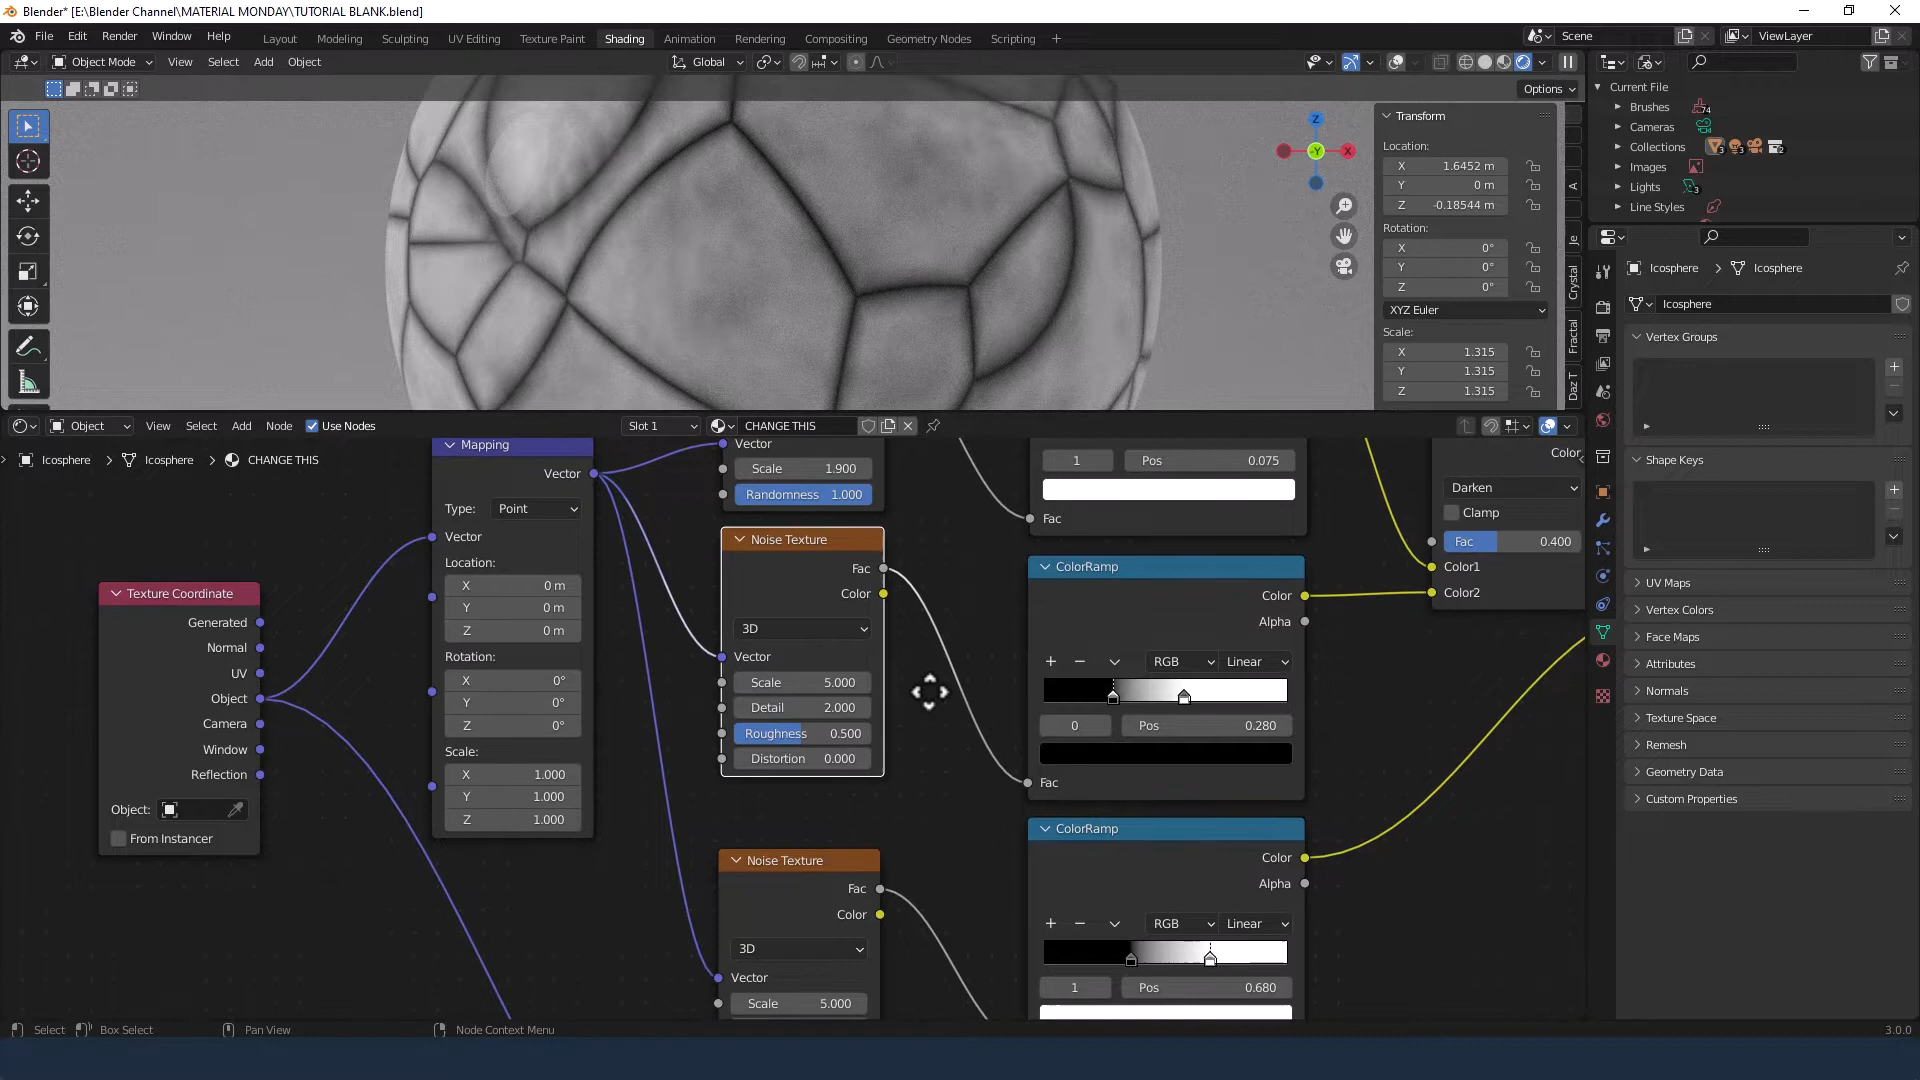 Blender* [E:\Blender Channel\MATERIAL MONDAY\TUTORIAL BLANK.blend]
File Edit Render Window Help
Layout Modeling Sculpting UV Editing Texture Paint Shading Animation Rendering Compositing Geometry Nodes Scripting +
Scene
ViewLayer
Object Mode View Select Add Object
Global
Options
Z
-Y
X
Transform
Location:
X 1.6452 m
Y 0 m
Z -0.18544 m
Rotation:
X 0°
Y 0°
Z 0°
XYZ Euler
Scale:
X 1.315
Y 1.315
Z 1.315
A
Je
Crystal
Fractal
Daz T
Current File
Brushes 74
Cameras
Collections 3 3 2
Images
Lights 3
Line Styles
Icosphere > Icosphere
Icosphere
Vertex Groups
Shape Keys
UV Maps
Vertex Colors
Face Maps
Attributes
Normals
Texture Space
Remesh
Geometry Data
Custom Properties
Object View Select Add Node Use Nodes
Slot 1
CHANGE THIS
Icosphere > Icosphere > CHANGE THIS
Texture Coordinate
Generated
Normal
UV
Object
Camera
Window
Reflection
Object:
From Instancer
Mapping
Vector
Type: Point
Vector
Location:
X 0 m
Y 0 m
Z 0 m
Rotation:
X 0°
Y 0°
Z 0°
Scale:
X 1.000
Y 1.000
Z 1.000
Vector
Scale 1.900
Randomness 1.000
Noise Texture
Fac
Color
3D
Vector
Scale 5.000
Detail 2.000
Roughness 0.500
Distortion 0.000
Noise Texture
Fac
Color
3D
Vector
Scale 5.000
1 Pos 0.075
Fac
ColorRamp
Color
Alpha
+ − RGB Linear
0 Pos 0.280
Fac
ColorRamp
Color
Alpha
+ − RGB Linear
1 Pos 0.680
Color
Darken
Clamp
Fac 0.400
Color1
Color2
Select Box Select Pan View Node Context Menu
3.0.0